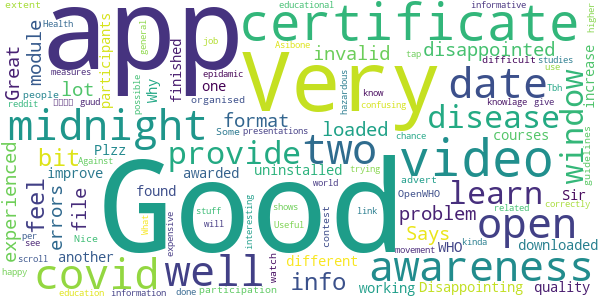 educational
informative
extent
Health
participants
app
very
certificate
higher
Asibone
job
general
Great
module
people
measures
lot
Why
finished
epidemic
one
tap
difficult
studies
invalid
disappointed
increase
reddit
guud
possible
organised
hazardous
know
confusing
knowlage
give
Tbh
use
midnight
two
date
disease
window
Plzz
format
loaded
Against
Some
presentations
chance
courses
guidelines
experienced
bit
provide
video
improve
awarded
uninstalled
trying
Good
feel
errors
file
found
world
advert
OpenWHO
learn
open
Sir
related
correctly
per
see
another
What
expensive
stuff
will
interesting
shows
Useful
contest
link
problem
Says
WHO
downloaded
kinda
Nice
covid
well
info
different
working
awareness
Disappointing
quality
happy
scroll
education
information
done
participation
watch
movement